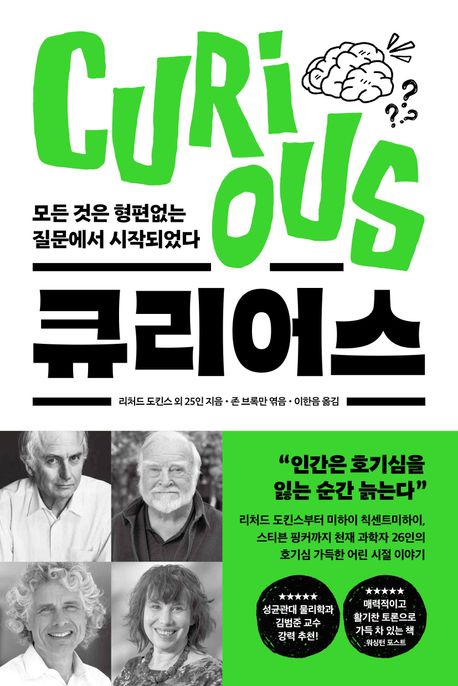 CURI
OUS
모든 것은 형편없는
질문에서 시작되었다
큐리어스
리처드 도킨스 외 25인 지음 • 존 브록만 엮음 • 이한음 옮김
“인간은 호기심을
잃는 순간 늙는다”
리처드 도킨스부터 미하이 칙센트미하이,
스티븐 핑커까지 천재 과학자 26인의
호기심 가득한 어린 시절 이야기
★★★★★
성균관대 물리학과
김범준 교수
강력 추천!
★★★★★
매력적이고
활기찬 토론으로
가득 차 있는 책
_워싱턴 포스트